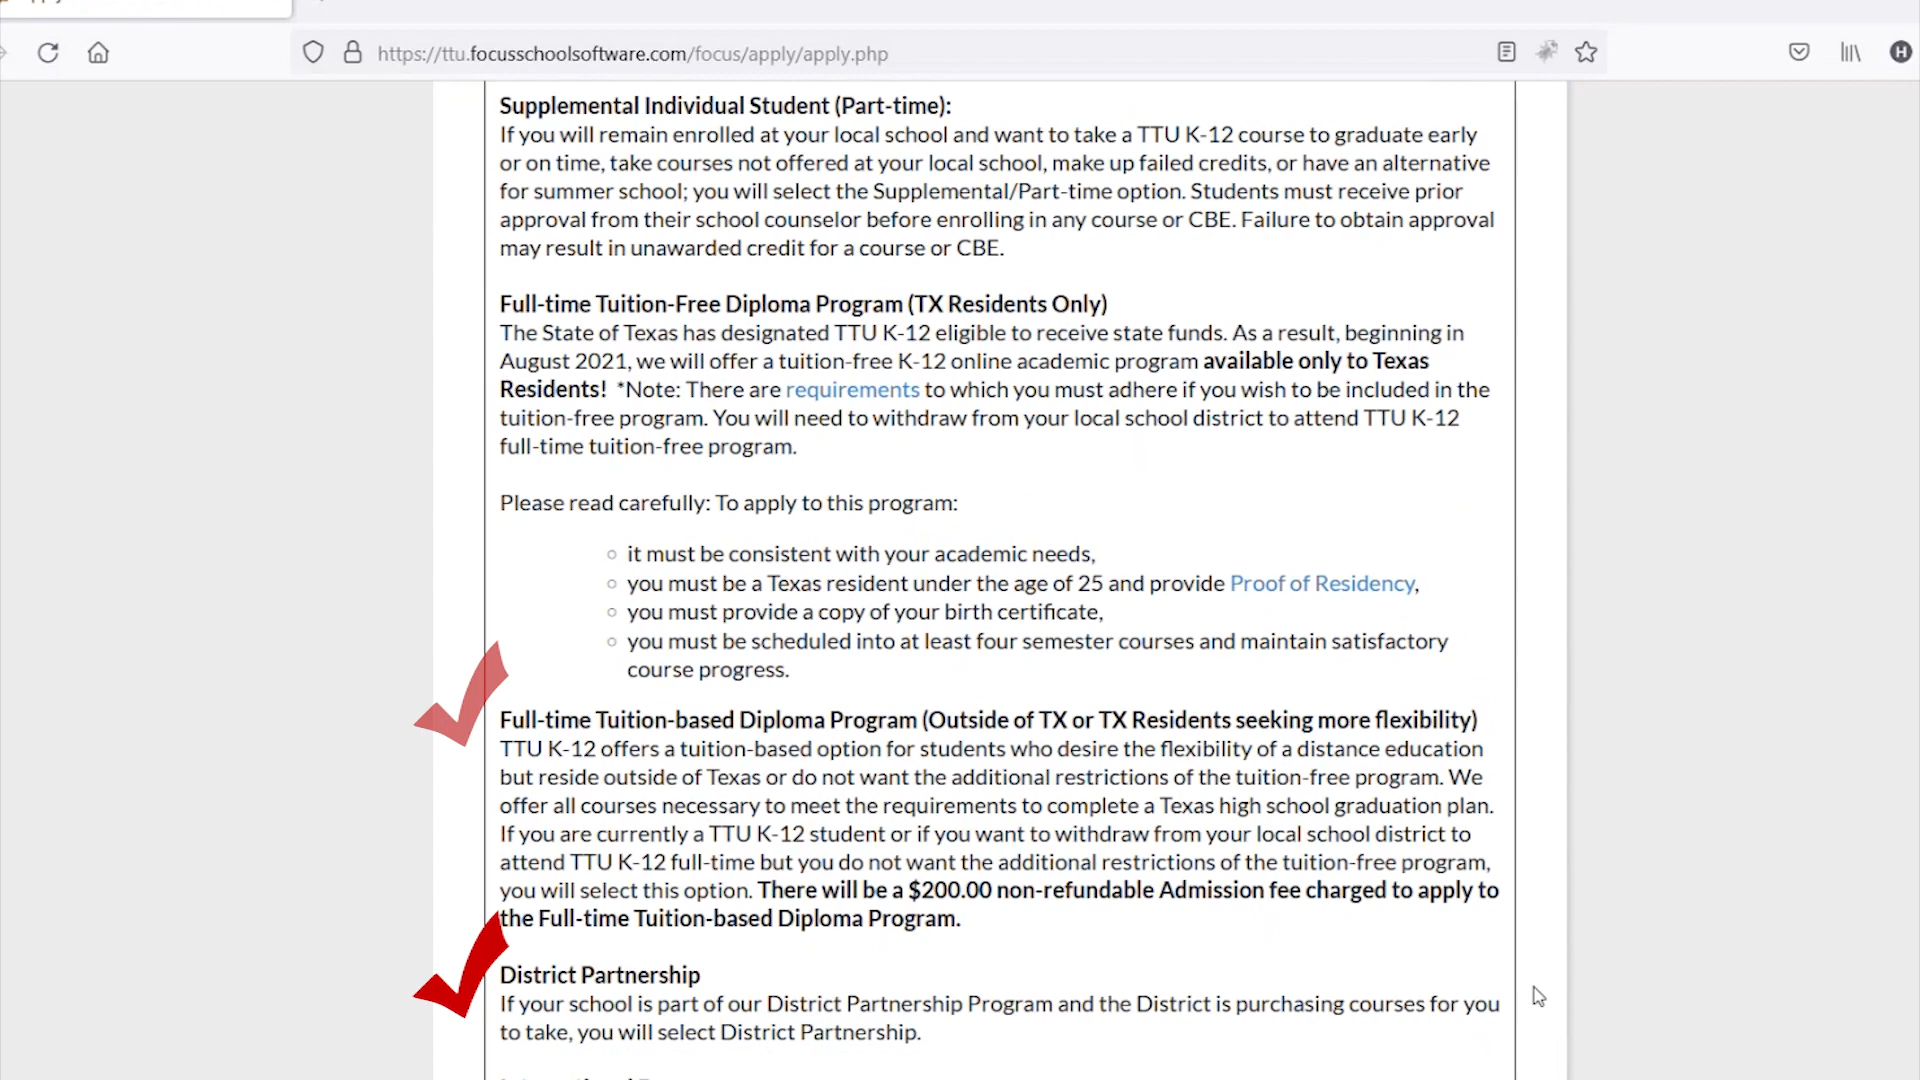 https://ttu.focusschoolsoftware.com/focus/apply/apply.php
H
Supplemental Individual Student (Part-time):
If you will remain enrolled at your local school and want to take a TTU K-12 course to graduate early
or on time, take courses not offered at your local school, make up failed credits, or have an alternative
for summer school; you will select the Supplemental/Part-time option. Students must receive prior
approval from their school counselor before enrolling in any course or CBE. Failure to obtain approval
may result in unawarded credit for a course or CBE.
Full-time Tuition-Free Diploma Program (TX Residents Only)
The State of Texas has designated TTU K-12 eligible to receive state funds. As a result, beginning in
August 2021, we will offer a tuition-free K-12 online academic program available only to Texas
Residents! *Note: There are requirements to which you must adhere if you wish to be included in the
tuition-free program. You will need to withdraw from your local school district to attend TTU K-12
full-time tuition-free program.
Please read carefully: To apply to this program:
it must be consistent with your academic needs,
you must be a Texas resident under the age of 25 and provide Proof of Residency,
you must provide a copy of your birth certificate,
you must be scheduled into at least four semester courses and maintain satisfactory
course progress.
Full-time Tuition-based Diploma Program (Outside of TX or TX Residents seeking more flexibility)
TTU K-12 offers a tuition-based option for students who desire the flexibility of a distance education
but reside outside of Texas or do not want the additional restrictions of the tuition-free program. We
offer all courses necessary to meet the requirements to complete a Texas high school graduation plan.
If you are currently a TTU K-12 student or if you want to withdraw from your local school district to
attend TTU K-12 full-time but you do not want the additional restrictions of the tuition-free program,
you will select this option. There will be a $200.00 non-refundable Admission fee charged to apply to
the Full-time Tuition-based Diploma Program.
District Partnership
If your school is part of our District Partnership Program and the District is purchasing courses for you
to take, you will select District Partnership.